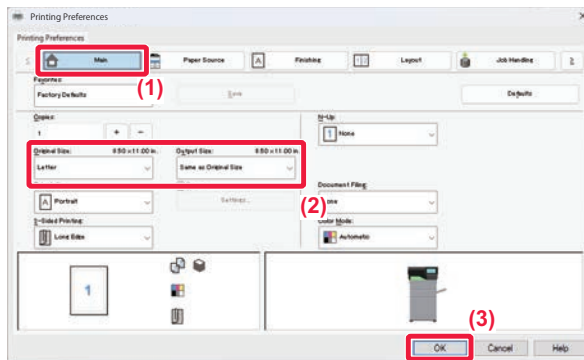 Printing Preferences
Printing Preferences
Main
Paper Source
Finishing
Layout
Job Handling
(1)
Favorites:
Factory Defaults
Save
Defaults
Copies:
1
+
-
N-Up:
1 None
Original Size: 8.50 x 11.00 in.
Output Size: 8.50 x 11.00 in.
Letter
Same as Original Size
(2)
A Portrait
Settings...
Document Filing:
2-Sided Printing:
Color Mode:
Long Edge
Automatic
1
(3)
OK
Cancel
Help